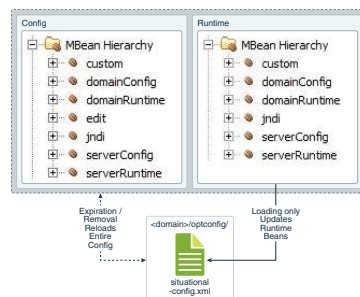 Config
MBean Hierarchy
custom
domainConfig
domainRuntime
edit
jndi
serverConfig
serverRuntime
Runtime
MBean Hierarchy
custom
domainConfig
domainRuntime
jndi
serverConfig
serverRuntime
Expiration /
Removal
Reloads
Entire
Config
<domain>/optconfig/
situational
-config.xml
Loading only
Updates
Runtime
Beans